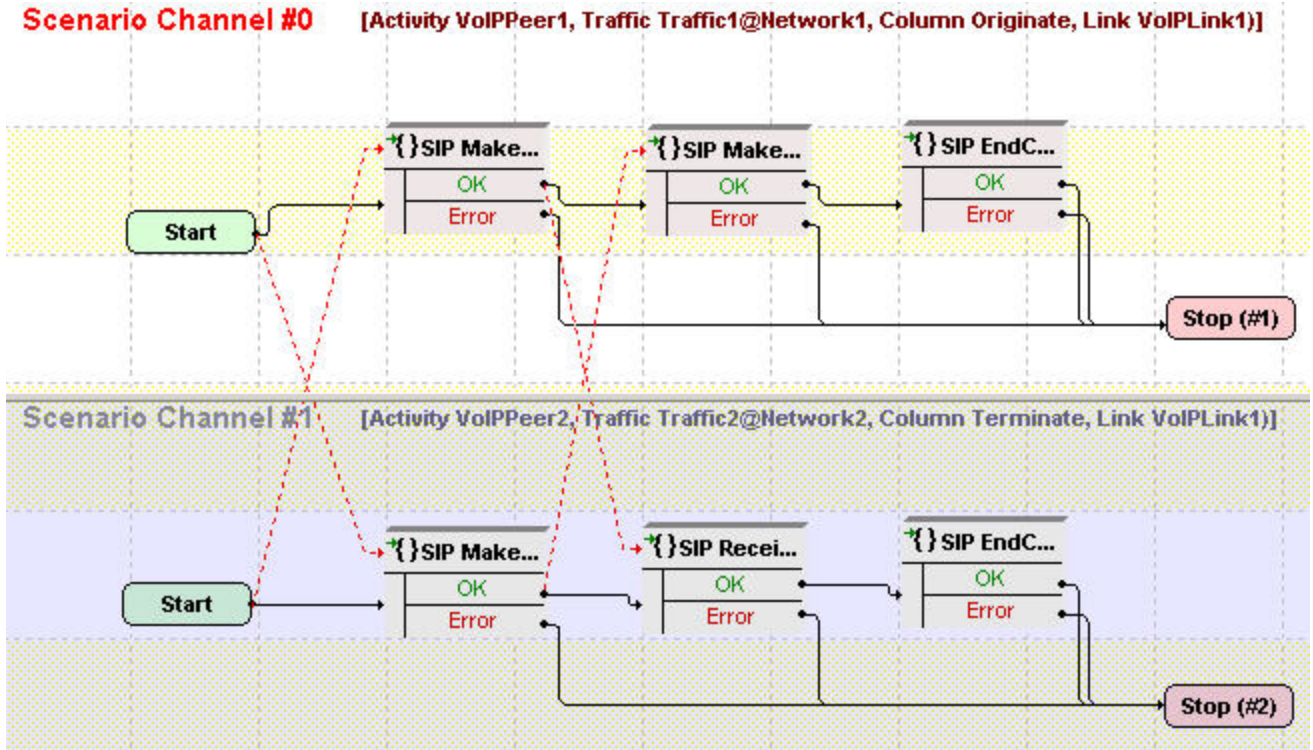 Scenario Channel #0 [Activity VoIPPeer1, Traffic Traffic1@Network1, Column Originate, Link VoIPLink1)]
{}SIP Make... {}SIP Make... {}SIP EndC...
OK OK OK
Error Error Error
Start
Stop (#1)
Scenario Channel #1 [Activity VoIPPeer2, Traffic Traffic2@Network2, Column Terminate, Link VoIPLink1)]
{}SIP Make... {}SIP Recei... {}SIP EndC...
OK OK OK
Start
Error Error Error
Stop (#2)